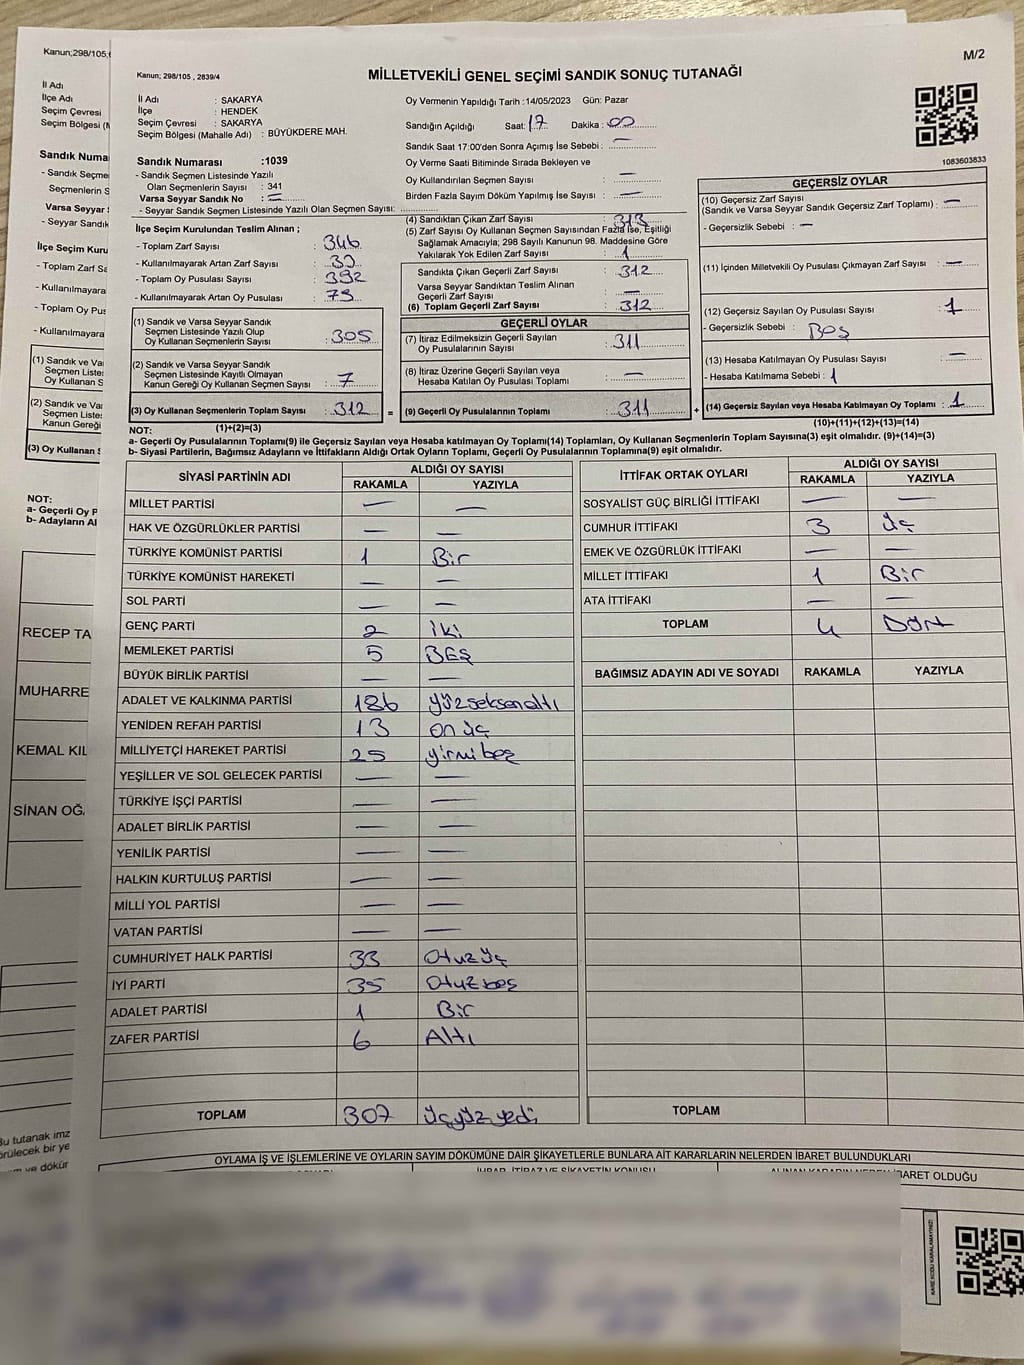 Kanun;298/105,
İl Adı
İlçe Adı
Seçim Çevresi
Seçim Bölgesi
Sandık Numa
- Sandık Seçme
Seçmenlerin S
Varsa Seyyar
- Seyyar Sandık
İlçe Seçim Kuru
- Toplam Zarf Sa
- Kullanılmayara
- Toplam Oy Pus
- Kullanılmayara
(1) Sandık ve Va
Seçmen Liste
Oy Kullanan S
(2) Sandık ve Va
Seçmen Liste
Kanun Gereği
(3) Oy Kullanan
NOT:
a- Geçerli Oy P
b- Adayların Al
RECEP TA
MUHARRE
KEMAL KIL
SİNAN OĞ
Bu tutanak imz
örülecek bir ye
ve dökür
M/2
Kanun; 298/105 , 2839/4
MİLLETVEKİLİ GENEL SEÇİMİ SANDIK SONUÇ TUTANAĞI
İl Adı : SAKARYA
İlçe : HENDEK
Seçim Çevresi : SAKARYA
Seçim Bölgesi (Mahalle Adı) : BÜYÜKDERE MAH.
Sandık Numarası :1039
- Sandık Seçmen Listesinde Yazılı
Olan Seçmenlerin Sayısı : 341
Varsa Seyyar Sandık No : —
- Seyyar Sandık Seçmen Listesinde Yazılı Olan Seçmen Sayısı:
Oy Vermenin Yapıldığı Tarih :14/05/2023 Gün: Pazar
Sandığın Açıldığı Saat: 17 Dakika : 00
Sandık Saat 17:00'den Sonra Açımış İse Sebebi : —
Oy Verme Saati Bitiminde Sırada Bekleyen ve
Oy Kullandırılan Seçmen Sayısı : —
Birden Fazla Sayım Döküm Yapılmış İse Sayısı : —
1083603833
İlçe Seçim Kurulundan Teslim Alınan ;
- Toplam Zarf Sayısı : 346
- Kullanılmayarak Artan Zarf Sayısı :
- Toplam Oy Pusulası Sayısı : 392
- Kullanılmayarak Artan Oy Pusulası :
(4) Sandıktan Çıkan Zarf Sayısı : 313
(5) Zarf Sayısı Oy Kullanan Seçmen Sayısından Fazla İse, Eşitliği
Sağlamak Amacıyla; 298 Sayılı Kanunun 98. Maddesine Göre
Yakılarak Yok Edilen Zarf Sayısı : 1
Sandıkta Çıkan Geçerli Zarf Sayısı : 312
Varsa Seyyar Sandıktan Teslim Alınan
Geçerli Zarf Sayısı : —
(6) Toplam Geçerli Zarf Sayısı : 312
(1) Sandık ve Varsa Seyyar Sandık
Seçmen Listesinde Yazılı Olup
Oy Kullanan Seçmenlerin Sayısı : 305
(2) Sandık ve Varsa Seyyar Sandık
Seçmen Listesinde Kayıtlı Olmayan
Kanun Gereği Oy Kullanan Seçmen Sayısı : 7
(3) Oy Kullanan Seçmenlerin Toplam Sayısı : 312 =
(1)+(2)=(3)
GEÇERLİ OYLAR
(7) İtiraz Edilmeksizin Geçerli Sayılan
Oy Pusulalarının Sayısı : 311
(8) İtiraz Üzerine Geçerli Sayılan veya
Hesaba Katılan Oy Pusulası Toplamı : —
(9) Geçerli Oy Pusulalarının Toplamı : 311 +
GEÇERSİZ OYLAR
(10) Geçersiz Zarf Sayısı
(Sandık ve Varsa Seyyar Sandık Geçersiz Zarf Toplamı) : —
- Geçersizlik Sebebi : —
(11) İçinden Milletvekili Oy Pusulası Çıkmayan Zarf Sayısı : —
(12) Geçersiz Sayılan Oy Pusulası Sayısı : 1
- Geçersizlik Sebebi : Boş
(13) Hesaba Katılmayan Oy Pusulası Sayısı : —
- Hesaba Katılmama Sebebi : 1
(14) Geçersiz Sayılan veya Hesaba Katılmayan Oy Toplamı : 1
(10)+(11)+(12)+(13)=(14)
NOT:
a- Geçerli Oy Pusulalarının Toplamı(9) ile Geçersiz Sayılan veya Hesaba katılmayan Oy Toplamı(14) Toplamları, Oy Kullanan Seçmenlerin Toplam Sayısına(3) eşit olmalıdır. (9)+(14)=(3)
b- Siyasi Partilerin, Bağımsız Adayların ve İttifakların Aldığı Ortak Oyların Toplamı, Geçerli Oy Pusulalarının Toplamına(9) eşit olmalıdır.
SİYASİ PARTİNİN ADI ALDIĞI OY SAYISI
RAKAMLA YAZIYLA
MİLLET PARTİSİ — —
HAK VE ÖZGÜRLÜKLER PARTİSİ — —
TÜRKİYE KOMÜNİST PARTİSİ 1 Bir
TÜRKİYE KOMÜNİST HAREKETİ — —
SOL PARTİ — —
GENÇ PARTİ 2 iki
MEMLEKET PARTİSİ 5 BEŞ
BÜYÜK BİRLİK PARTİSİ — —
ADALET VE KALKINMA PARTİSİ 186 yüzseksenaltı
YENİDEN REFAH PARTİSİ 13 on üç
MİLLİYETÇİ HAREKET PARTİSİ 25 yirmi beş
YEŞİLLER VE SOL GELECEK PARTİSİ — —
TÜRKİYE İŞÇİ PARTİSİ — —
ADALET BİRLİK PARTİSİ — —
YENİLİK PARTİSİ — —
HALKIN KURTULUŞ PARTİSİ — —
MİLLİ YOL PARTİSİ — —
VATAN PARTİSİ — —
CUMHURİYET HALK PARTİSİ 33 Otuz üç
İYİ PARTİ 35 Otuz beş
ADALET PARTİSİ 1 Bir
ZAFER PARTİSİ 6 Altı
TOPLAM 307 üçyüz yedi
İTTİFAK ORTAK OYLARI ALDIĞI OY SAYISI
RAKAMLA YAZIYLA
SOSYALİST GÜÇ BİRLİĞİ İTTİFAKI — —
CUMHUR İTTİFAKI 3 üç
EMEK VE ÖZGÜRLÜK İTTİFAKI — —
MİLLET İTTİFAKI 1 Bir
ATA İTTİFAKI — —
TOPLAM 4 Dört
BAĞIMSIZ ADAYIN ADI VE SOYADI RAKAMLA YAZIYLA
TOPLAM
OYLAMA İŞ VE İŞLEMLERİNE VE OYLARIN SAYIM DÖKÜMÜNE DAİR ŞİKAYETLERLE BUNLARA AİT KARARLARIN NELERDEN İBARET BULUNDUKLARI
İHBAR, İTİRAZ VE ŞİKAYETİN KONUSU ALINAN KARARIN NEDEN İBARET OLDUĞU
KARE KODU KARALAMAYINIZ!